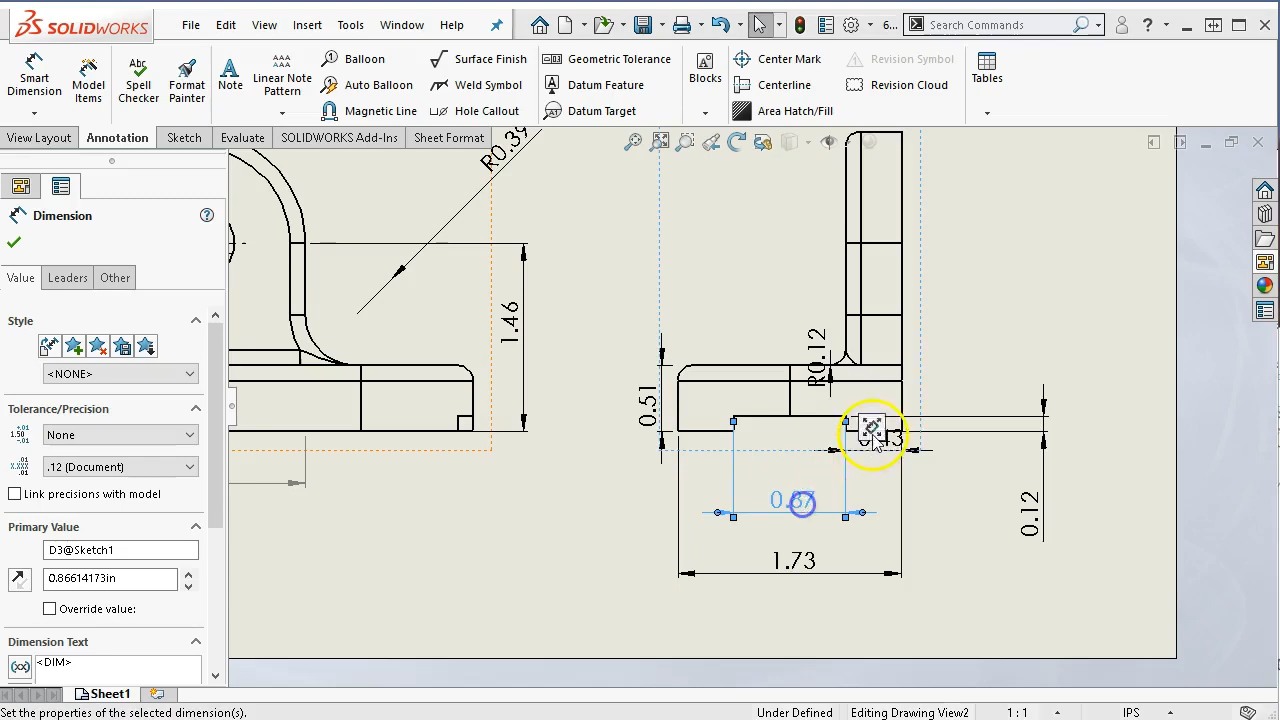 SOLIDWORKS
File Edit View Insert Tools Window Help
6...
Search Commands
?
Smart Dimension
Model Items
Abc
Spell Checker
Format Painter
A
Note
AAA
AAA
Linear Note Pattern
Balloon
Auto Balloon
Magnetic Line
Surface Finish
Weld Symbol
Hole Callout
Geometric Tolerance
Datum Feature
Datum Target
Blocks
Center Mark
Centerline
Area Hatch/Fill
Revision Symbol
Revision Cloud
Tables
View Layout Annotation Sketch Evaluate SOLIDWORKS Add-Ins Sheet Format
Dimension
Value Leaders Other
Style
<NONE>
Tolerance/Precision
None
.12 (Document)
Link precisions with model
Primary Value
D3@Sketch1
0.86614173in
Override value:
Dimension Text
<DIM>
R0.39
1.46
0.51
R0.12
0.87
1.73
0.12
Sheet1
Set the properties of the selected dimension(s).
Under Defined
Editing Drawing View2
1 : 1
IPS